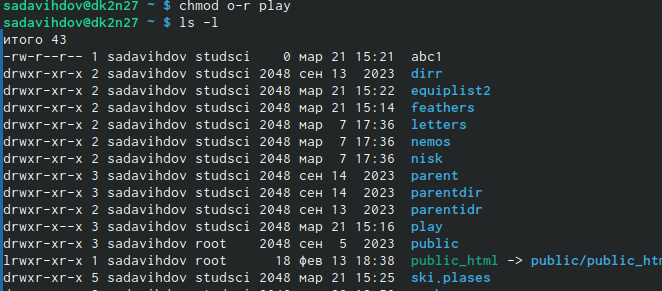 sadavihdov@dk2n27 ~ $ chmod o-r play
sadavihdov@dk2n27 ~ $ ls -l
итого 43
-rw-r--r-- 1 sadavihdov studsci    0 мар 21 15:21  abc1
drwxr-xr-x 2 sadavihdov studsci 2048 сен 13  2023  dirr
drwxr-xr-x 2 sadavihdov studsci 2048 мар 21 15:22  equiplist2
drwxr-xr-x 2 sadavihdov studsci 2048 мар 21 15:14  feathers
drwxr-xr-x 2 sadavihdov studsci 2048 мар  7 17:36  letters
drwxr-xr-x 2 sadavihdov studsci 2048 мар  7 17:36  nemos
drwxr-xr-x 2 sadavihdov studsci 2048 мар  7 17:36  nisk
drwxr-xr-x 3 sadavihdov studsci 2048 сен 14  2023  parent
drwxr-xr-x 3 sadavihdov studsci 2048 сен 14  2023  parentdir
drwxr-xr-x 2 sadavihdov studsci 2048 сен 13  2023  parentidr
drwxr-x--x 3 sadavihdov studsci 2048 мар 21 15:16  play
drwxr-xr-x 3 sadavihdov root    2048 сен  5  2023  public
lrwxr-xr-x 1 sadavihdov root      18 фев 13 18:38  public_html -> public/public_ht
drwxr-xr-x 5 sadavihdov studsci 2048 мар 21 15:25  ski.plases